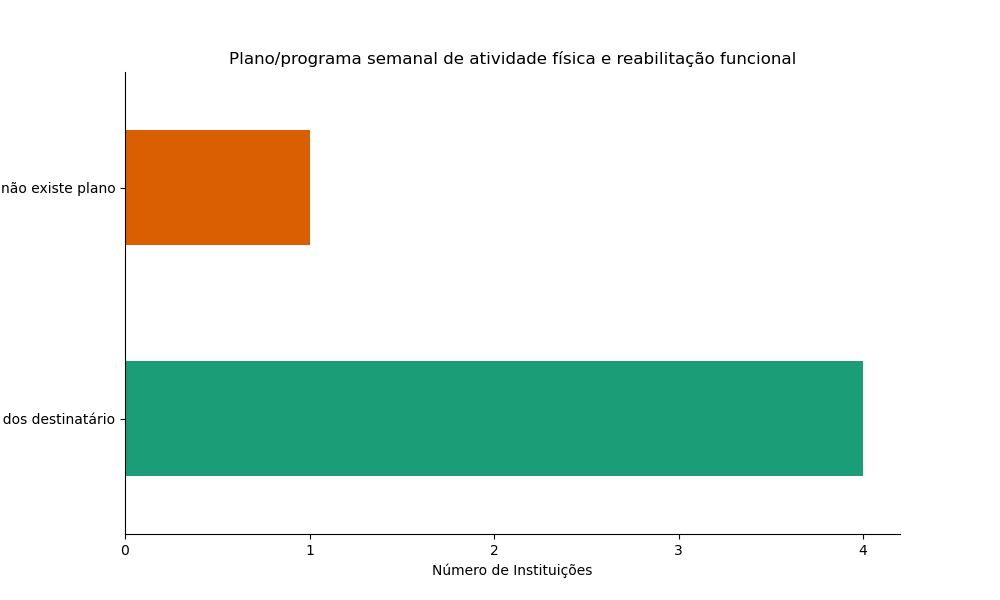 Plano/programa semanal de atividade física e reabilitação funcional
não existe plano
dos destinatário
0 1 2 3 4
Número de Instituições